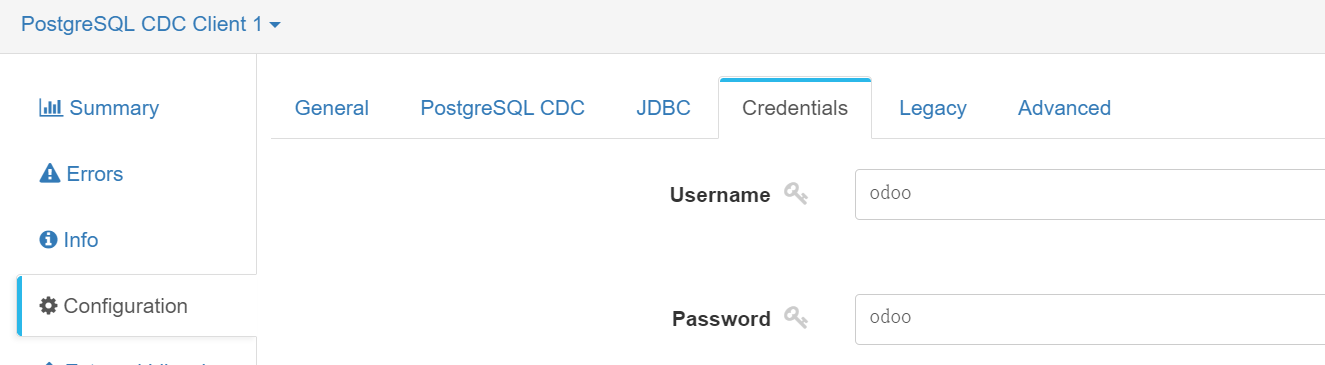 PostgreSQL CDC Client 1
Summary
Errors
Info
Configuration
General PostgreSQL CDC JDBC Credentials Legacy Advanced
Username odoo
Password odoo